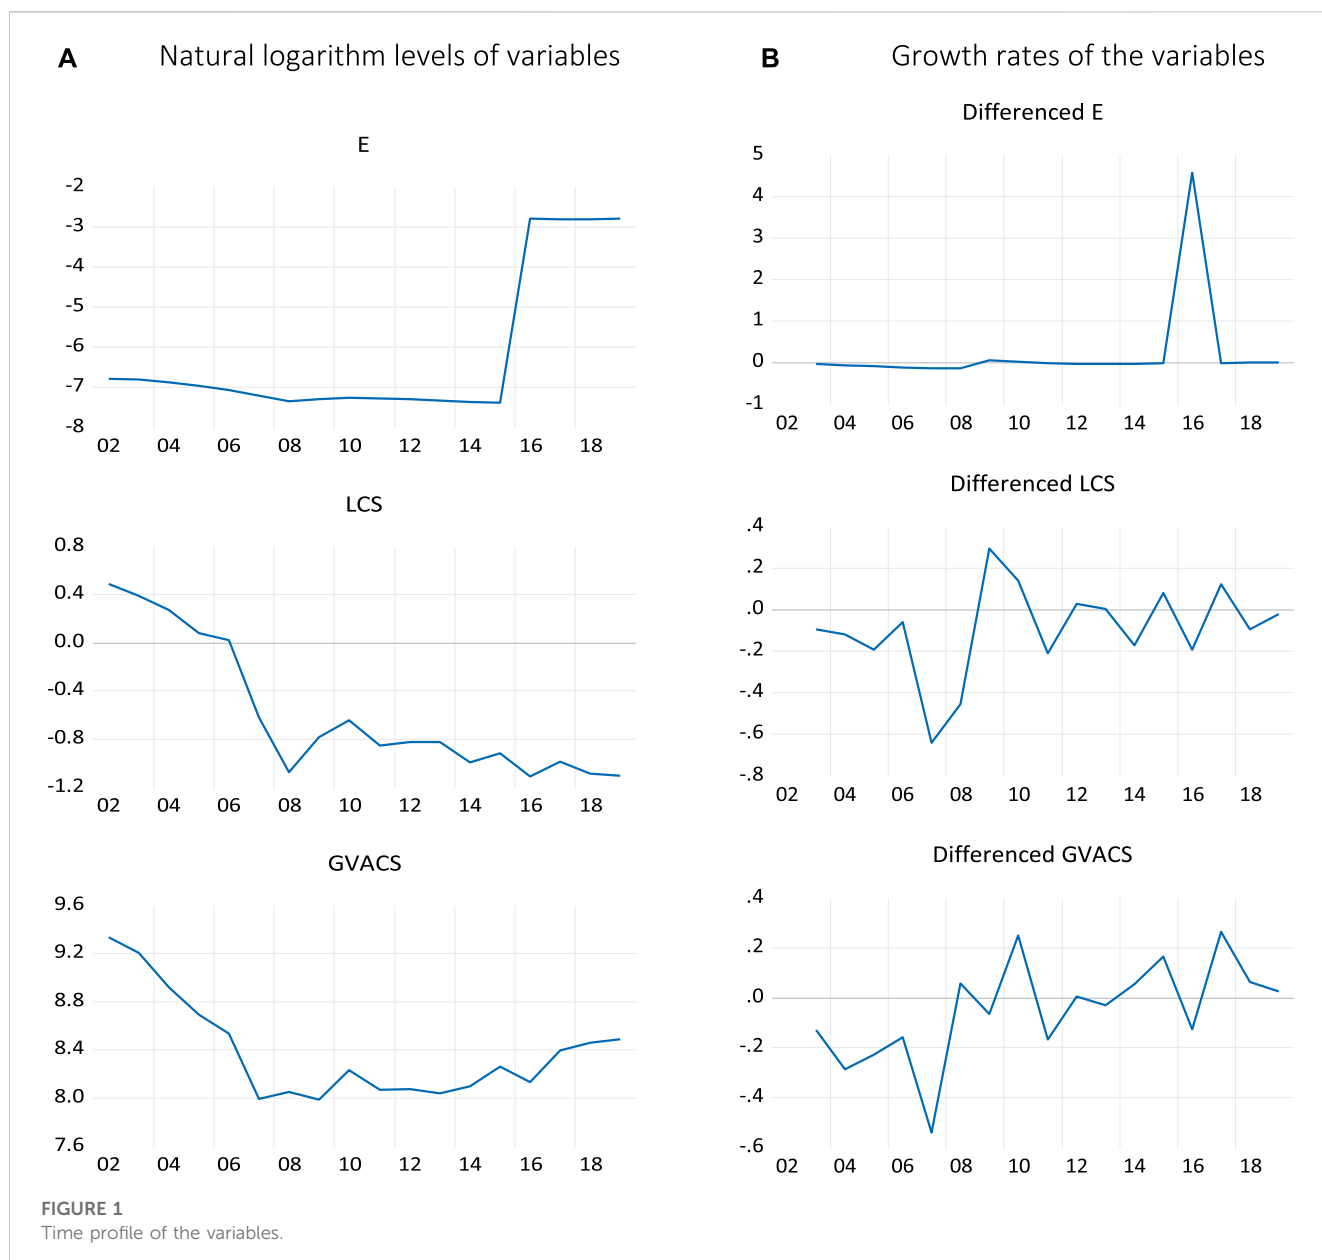 A Natural logarithm levels of variables
E
-2
-3
-4
-5
-6
-7
-8
02 04 06 08 10 12 14 16 18
LCS
0.8
0.4
0.0
-0.4
-0.8
-1.2
02 04 06 08 10 12 14 16 18
GVACS
9.6
9.2
8.8
8.4
8.0
7.6
02 04 06 08 10 12 14 16 18
B Growth rates of the variables
Differenced E
5
4
3
2
1
0
-1
02 04 06 08 10 12 14 16 18
Differenced LCS
.4
.2
.0
-.2
-.4
-.6
-.8
02 04 06 08 10 12 14 16 18
Differenced GVACS
.4
.2
.0
-.2
-.4
-.6
02 04 06 08 10 12 14 16 18
FIGURE 1
Time profile of the variables.